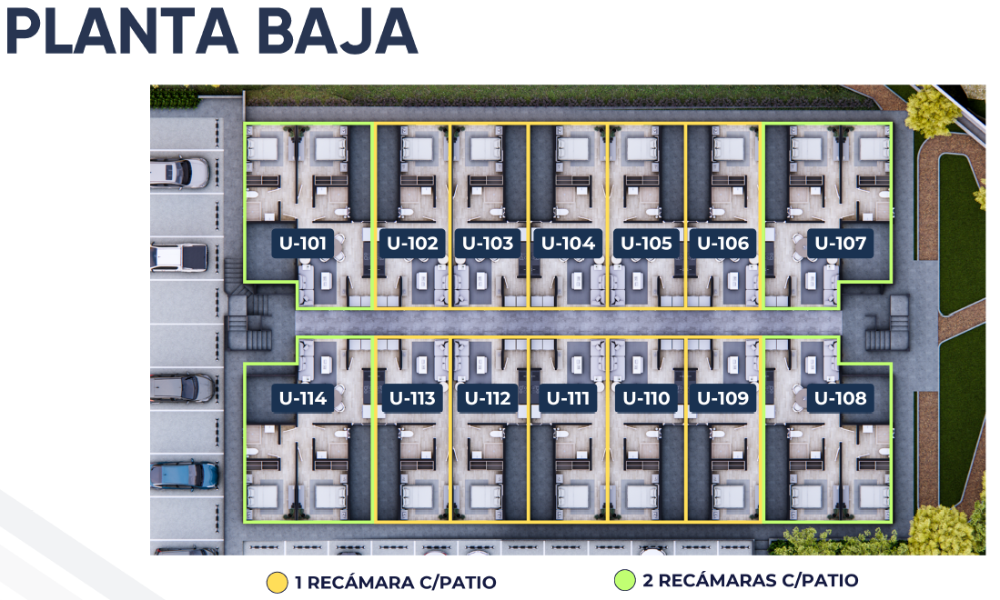 PLANTA BAJA
U-101 U-102 U-103 U-104 U-105 U-106 U-107
U-114 U-113 U-112 U-111 U-110 U-109 U-108
1 RECÁMARA C/PATIO 2 RECÁMARAS C/PATIO